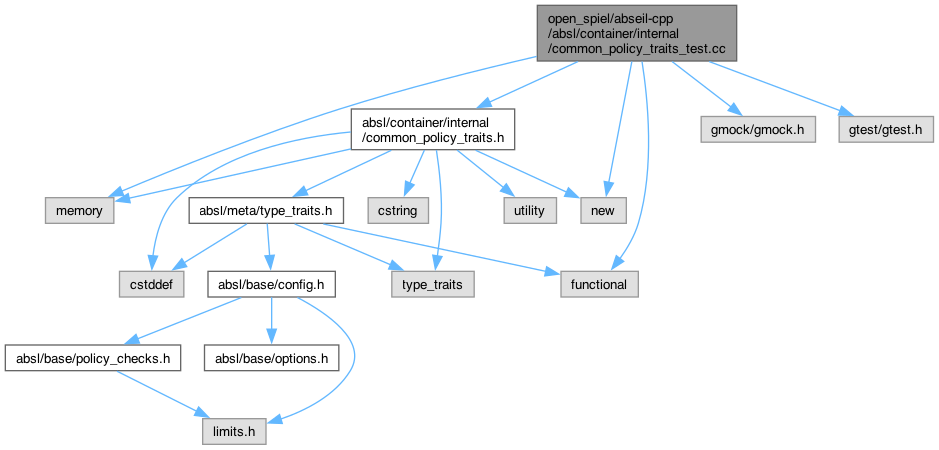 open_spiel/abseil-cpp
/absl/container/internal
/common_policy_traits_test.cc
absl/container/internal
/common_policy_traits.h
gmock/gmock.h
gtest/gtest.h
memory
absl/meta/type_traits.h
cstring
utility
new
cstddef
absl/base/config.h
type_traits
functional
absl/base/policy_checks.h
absl/base/options.h
limits.h